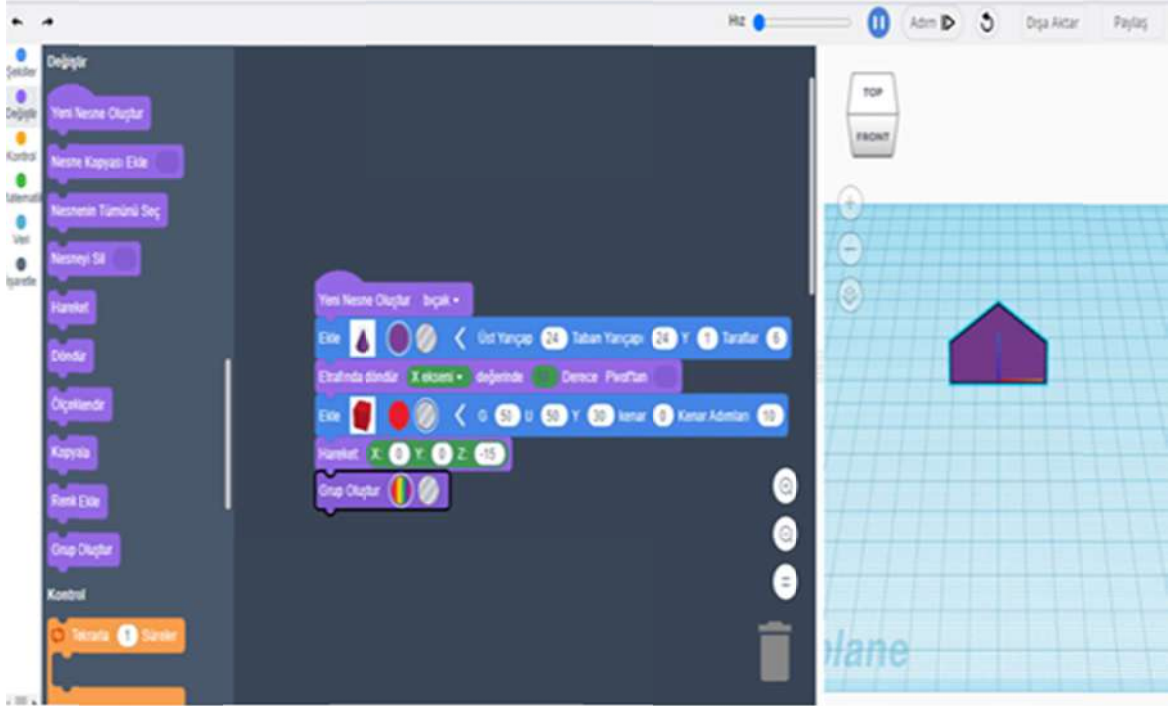 Hız Adım Dışa Aktar Paylaş
Şekiller
Değiştir
Kontrol
Matematik
Veri
İşaretle
Değiştir
Yeni Nesne Oluştur
Nesne Kopyası Ekle
Nesnenin Tümünü Seç
Nesneyi Sil
Hareket
Döndür
Ölçeklendir
Kopyala
Renk Ekle
Grup Oluştur
Kontrol
Tekrarla 1 Süreler
Yeni Nesne Oluştur bıçak
Ekle Üst Yarıçap 24 Taban Yarıçapı 24 Y 1 Taraflar 6
Etrafında döndür X ekseni değerinde Derece Pivot'tan
Ekle G 50 U 50 Y 30 kenar 0 Kenar Adımları 10
Hareket X: 0 Y: 0 Z: -15
Grup Oluştur
TOP
FRONT
plane